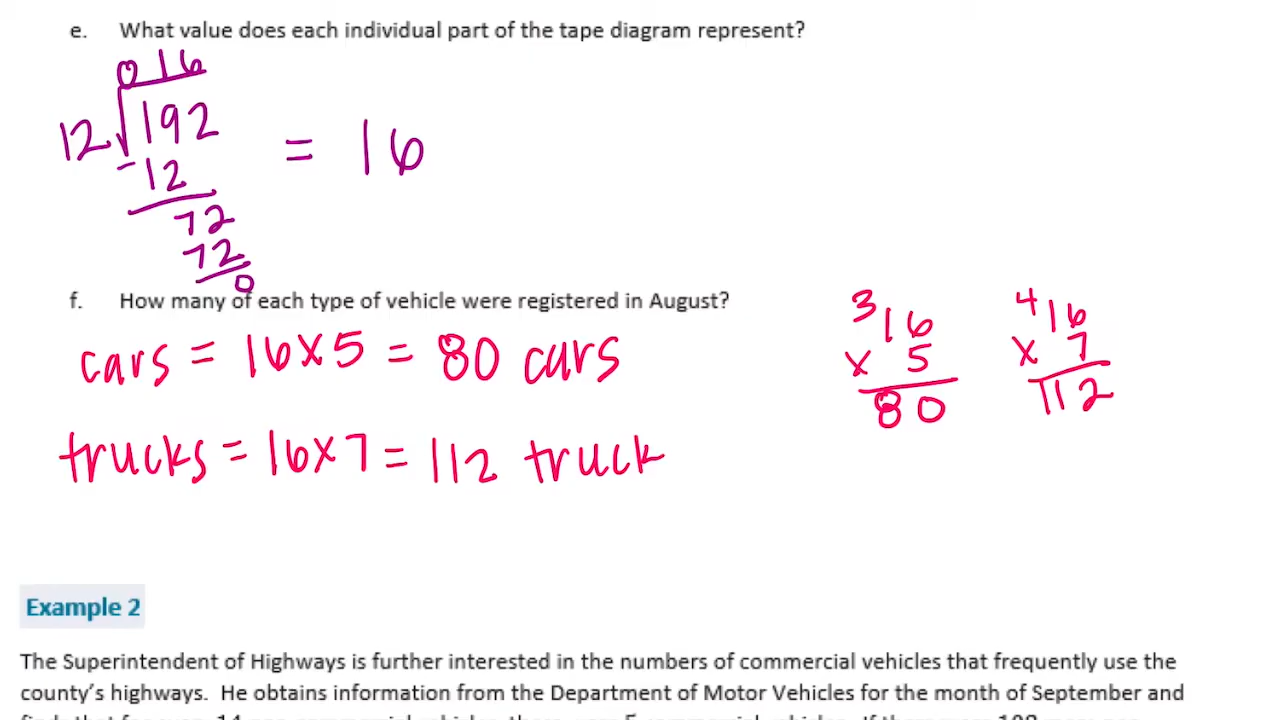 e. What value does each individual part of the tape diagram represent?
016
12 192
= 16
- 12
72
72
0
f. How many of each type of vehicle were registered in August?
cars = 16 x 5 = 80 cars
trucks = 16 x 7 = 112 truck
3
16
x 5
80
4
16
x 7
112
Example 2
The Superintendent of Highways is further interested in the numbers of commercial vehicles that frequently use the
county's highways. He obtains information from the Department of Motor Vehicles for the month of September and